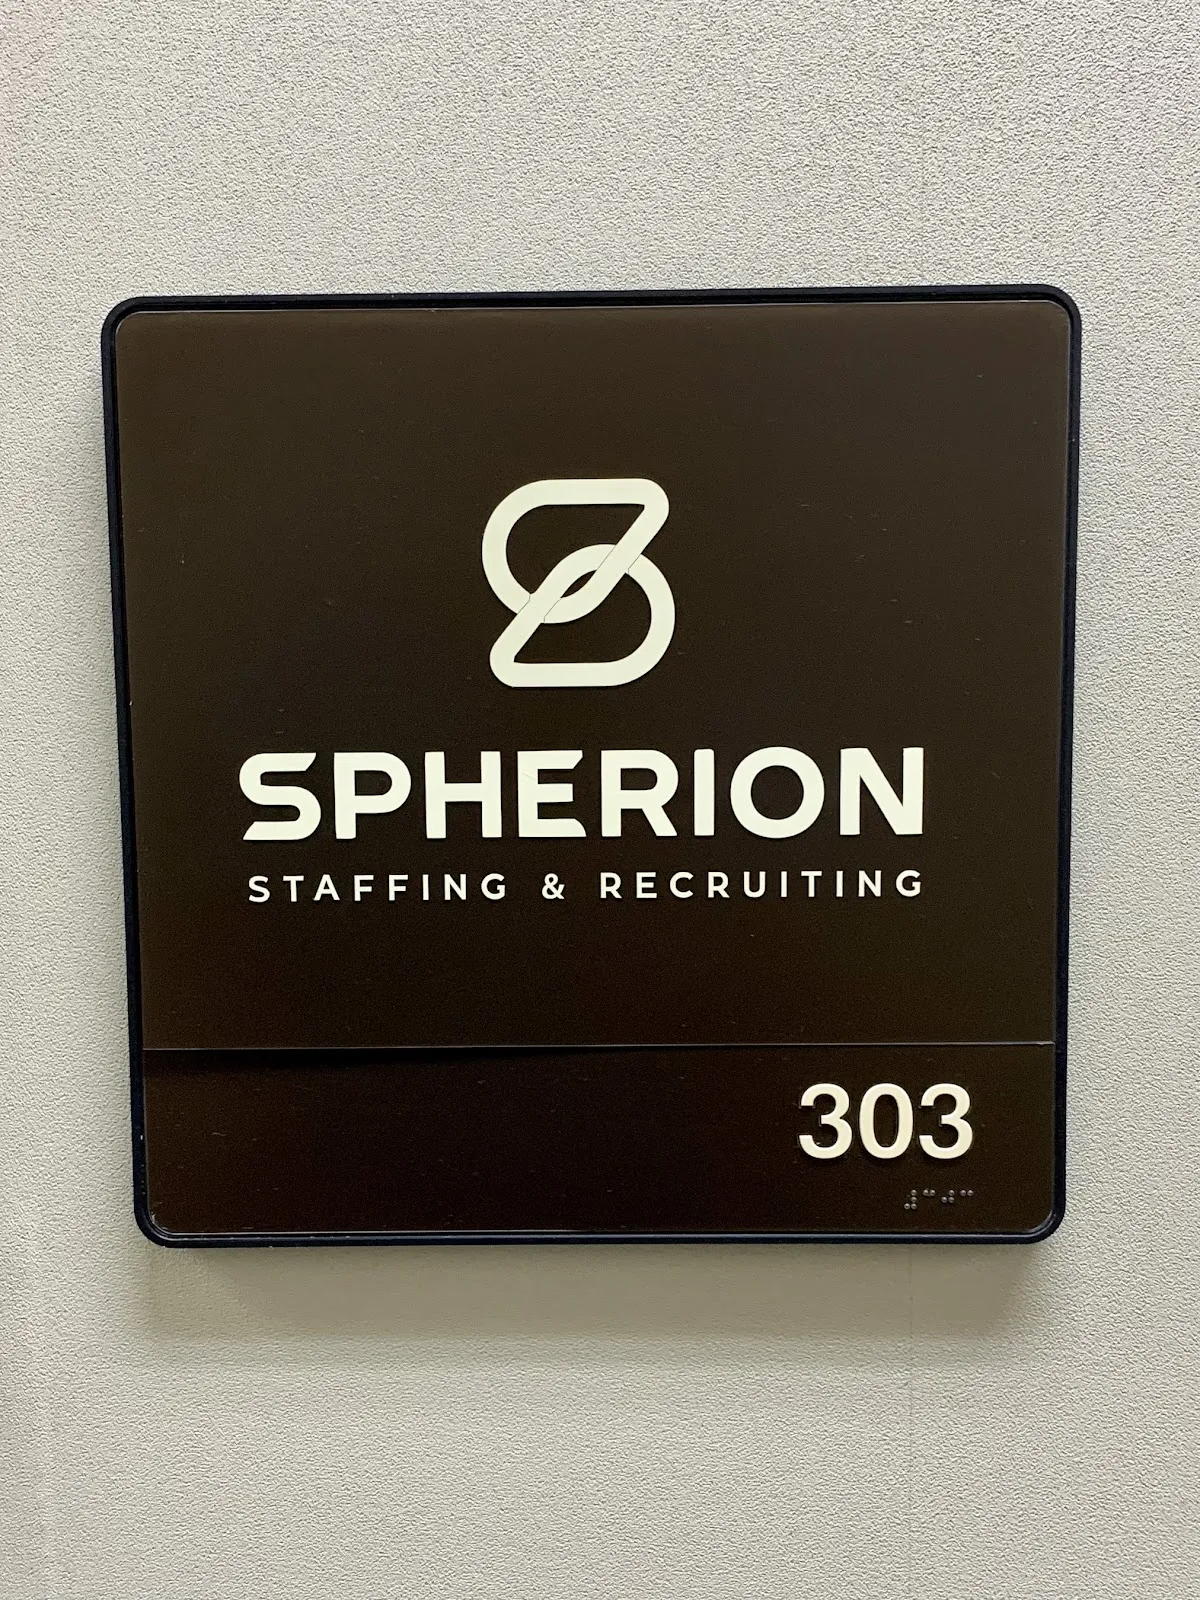 SPHERION
STAFFING & RECRUITING
303